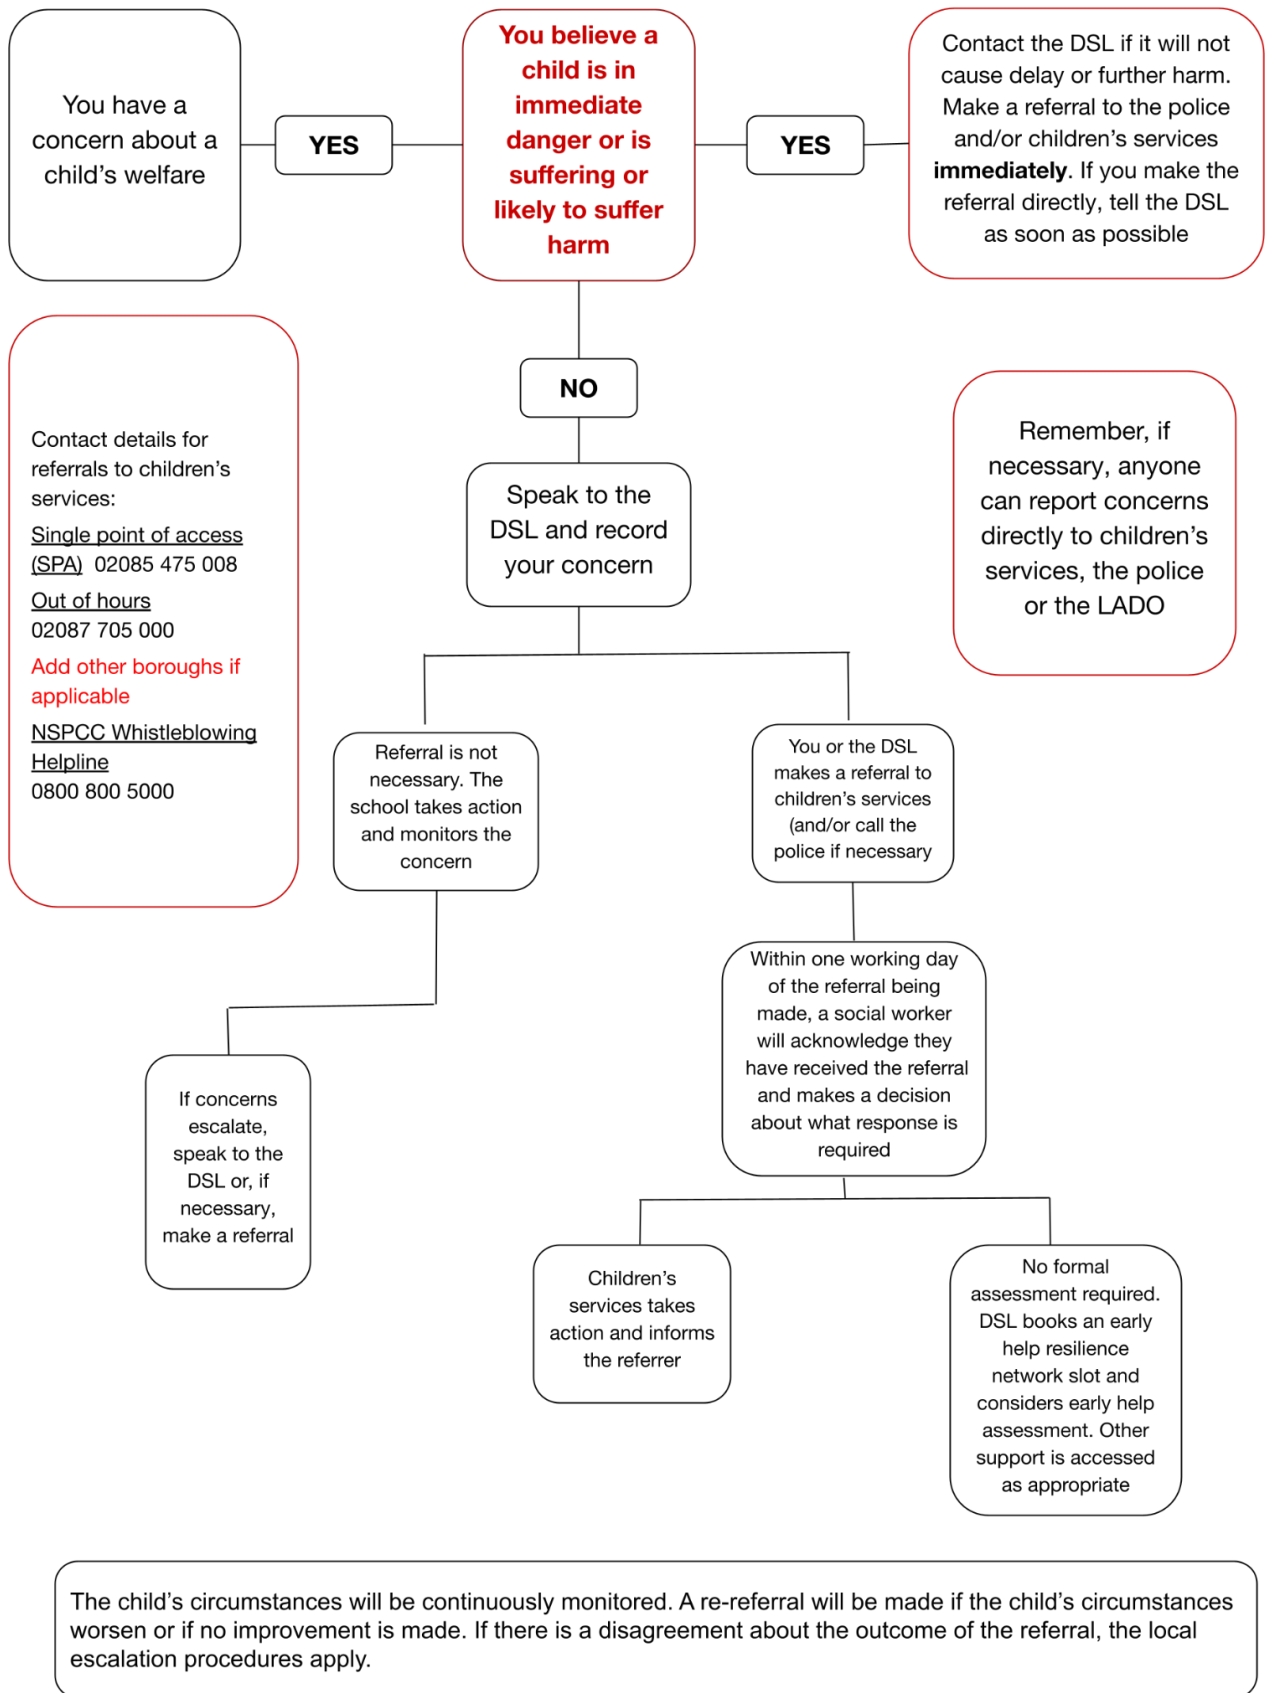 You have a
concern about a
child’s welfare
YES
You believe a
child is in
immediate
danger or is
suffering or
likely to suffer
harm
YES
Contact the DSL if it will not
cause delay or further harm.
Make a referral to the police
and/or children’s services
immediately. If you make the
referral directly, tell the DSL
as soon as possible
Contact details for
referrals to children’s
services:
Single point of access
(SPA) 02085 475 008
Out of hours
02087 705 000
Add other boroughs if
applicable
NSPCC Whistleblowing
Helpline
0800 800 5000
NO
Speak to the
DSL and record
your concern
Remember, if
necessary, anyone
can report concerns
directly to children’s
services, the police
or the LADO
Referral is not
necessary. The
school takes action
and monitors the
concern
You or the DSL
makes a referral to
children’s services
(and/or call the
police if necessary
Within one working day
of the referral being
made, a social worker
will acknowledge they
have received the referral
and makes a decision
about what response is
required
If concerns
escalate,
speak to the
DSL or, if
necessary,
make a referral
Children’s
services takes
action and informs
the referrer
No formal
assessment required.
DSL books an early
help resilience
network slot and
considers early help
assessment. Other
support is accessed
as appropriate
The child’s circumstances will be continuously monitored. A re-referral will be made if the child’s circumstances
worsen or if no improvement is made. If there is a disagreement about the outcome of the referral, the local
escalation procedures apply.